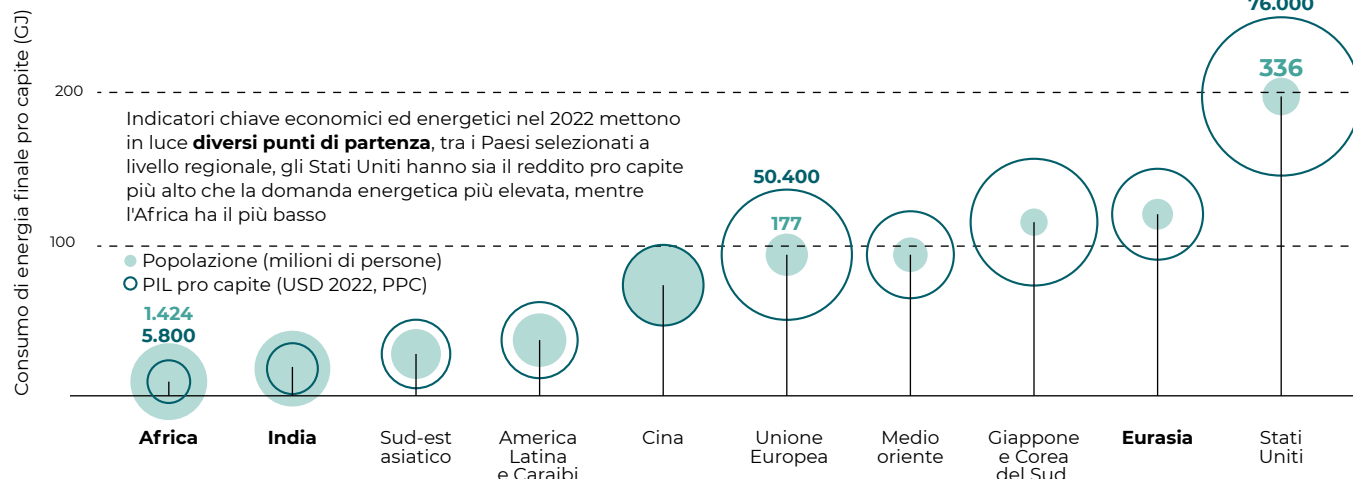 Consumo di energia finale pro capite (GJ)
200
100
Indicatori chiave economici ed energetici nel 2022 mettono
in luce diversi punti di partenza, tra i Paesi selezionati a
livello regionale, gli Stati Uniti hanno sia il reddito pro capite
più alto che la domanda energetica più elevata, mentre
l'Africa ha il più basso
Popolazione (milioni di persone)
PIL pro capite (USD 2022, PPC)
1.424
5.800
50.400
177
76.000
336
Africa
India
Sud-est
asiatico
America
Latina
e Caraibi
Cina
Unione
Europea
Medio
oriente
Giappone
e Corea
del Sud
Eurasia
Stati
Uniti